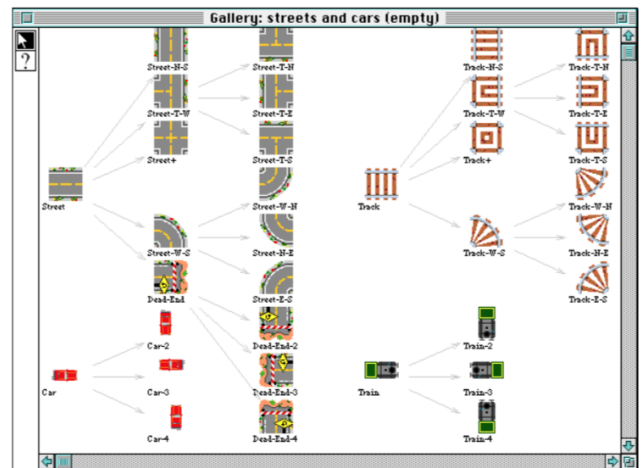 Gallery: streets and cars (empty)
?
Street-N-S
Track-N-S
Street-T-N
Track-T-N
Street-T-W
Street-T-E
Track-T-W
Track-T-E
Street+
Street-T-S
Track+
Track-T-S
Street
Street-W-N
Track
Track-W-N
Street-W-S
Street-N-E
Track-W-S
Track-N-E
Dead-End
Street-E-S
Track-E-S
Car-2
Dead-End-2
Train-2
Car
Car-3
Dead-End-3
Train
Train-3
Car-4
Dead-End-4
Train-4